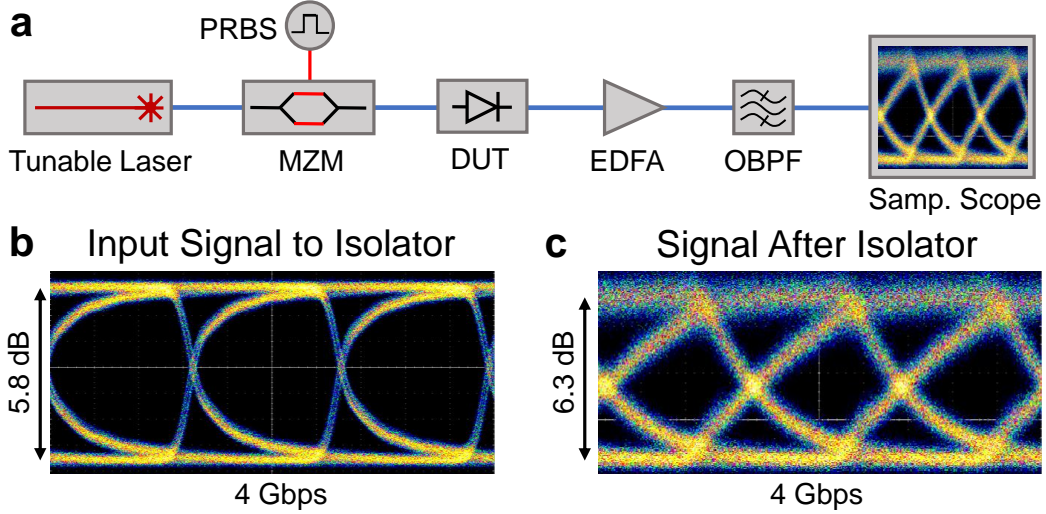 a
PRBS
Tunable Laser
MZM
DUT
EDFA
OBPF
Samp. Scope
b
Input Signal to Isolator
5.8 dB
4 Gbps
c
Signal After Isolator
6.3 dB
4 Gbps